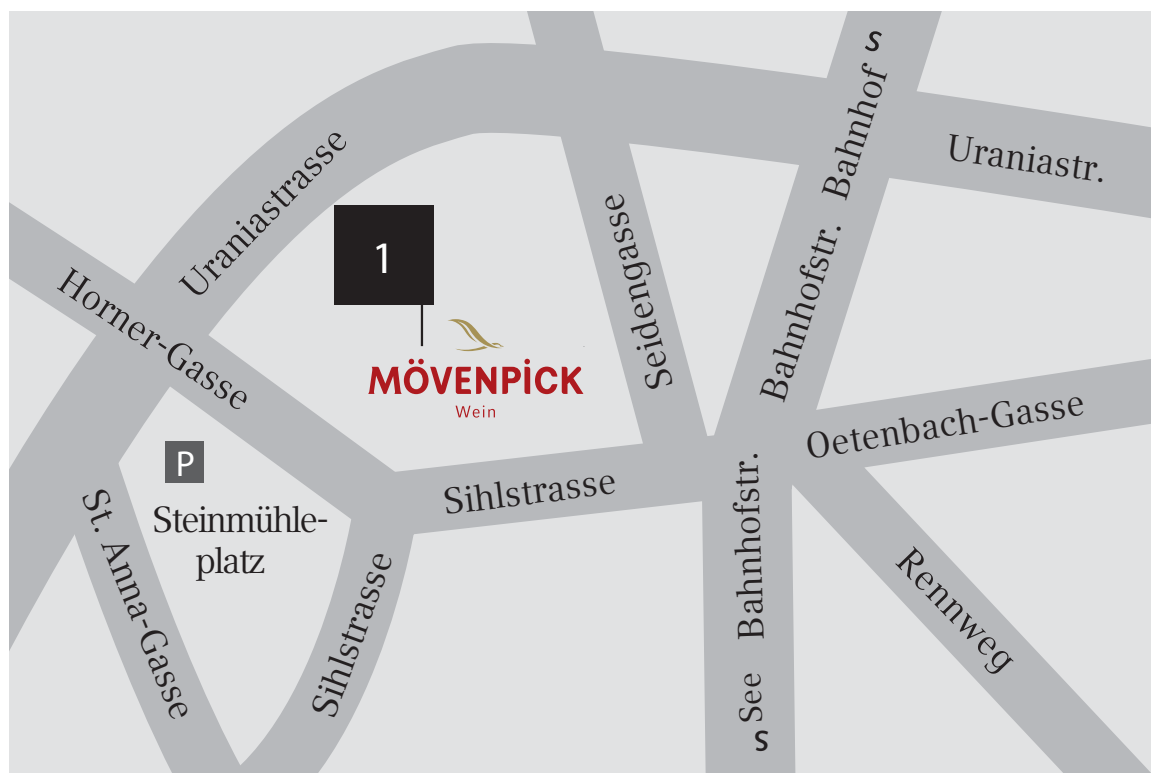 S
Bahnhofstr. Bahnhof
Uraniastr.
Uraniastrasse
1
Seidengasse
Horner-Gasse
MÖVENPICK
Wein
Oetenbach-Gasse
P
Steinmühle-
platz
Sihlstrasse
St. Anna-Gasse
Sihlstrasse
See Bahnhofstr.
S
Rennweg